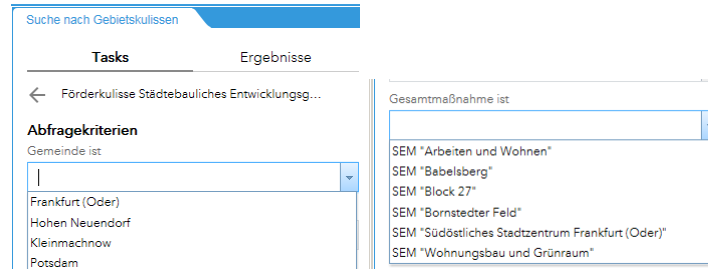 Suche nach Gebietskulissen
Tasks
Ergebnisse
Förderkulisse Städtebauliches Entwicklungsg...
Abfragekriterien
Gemeinde ist
Frankfurt (Oder)
Hohen Neuendorf
Kleinmachnow
Potsdam
Gesamtmaßnahme ist
SEM "Arbeiten und Wohnen"
SEM "Babelsberg"
SEM "Block 27"
SEM "Bornstedter Feld"
SEM "Südöstliches Stadtzentrum Frankfurt (Oder)"
SEM "Wohnungsbau und Grünraum"